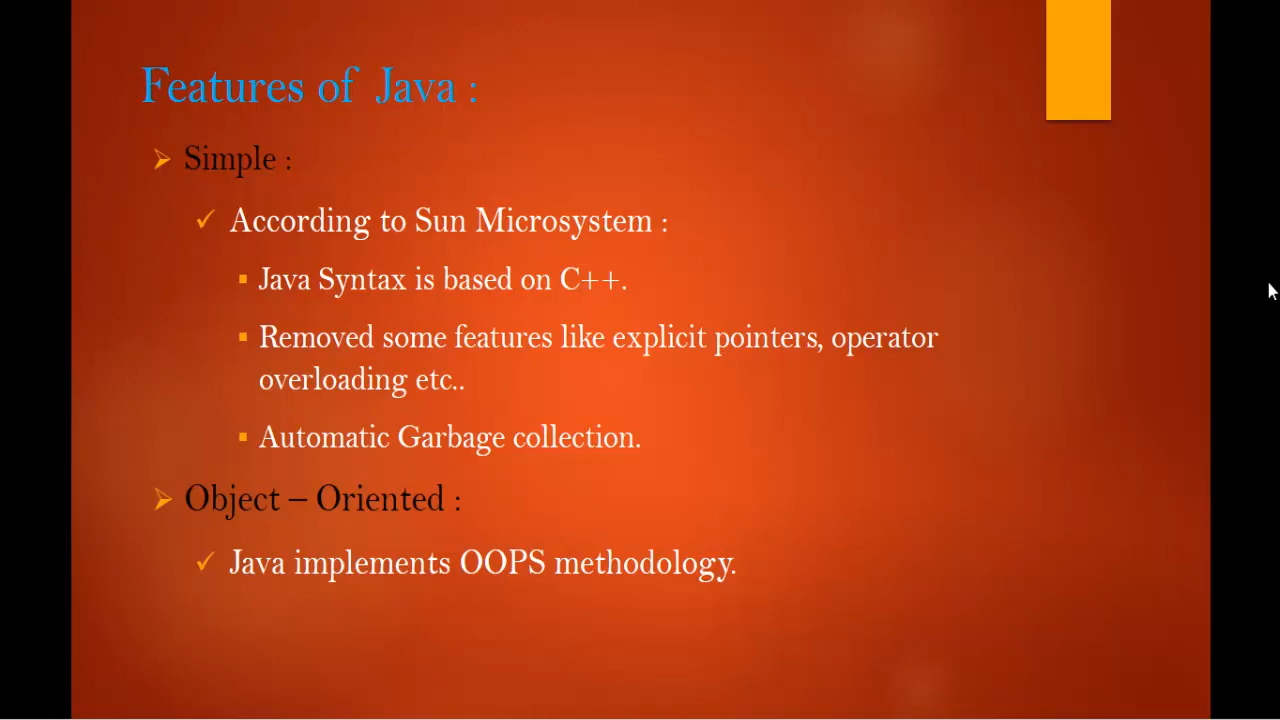 Features of Java :
Simple :
According to Sun Microsystem :
Java Syntax is based on C++.
Removed some features like explicit pointers, operator
overloading etc..
Automatic Garbage collection.
Object – Oriented :
Java implements OOPS methodology.